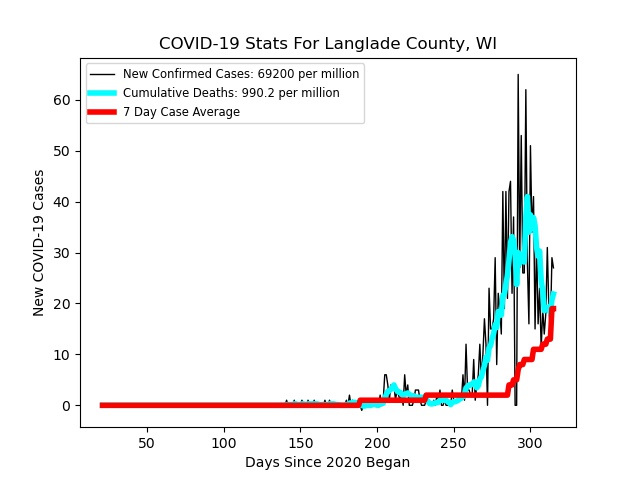 COVID-19 Stats For Langlade County, WI
New Confirmed Cases: 69200 per million
Cumulative Deaths: 990.2 per million
7 Day Case Average
New COVID-19 Cases
60
50
40
30
20
10
0
50 100 150 200 250 300
Days Since 2020 Began